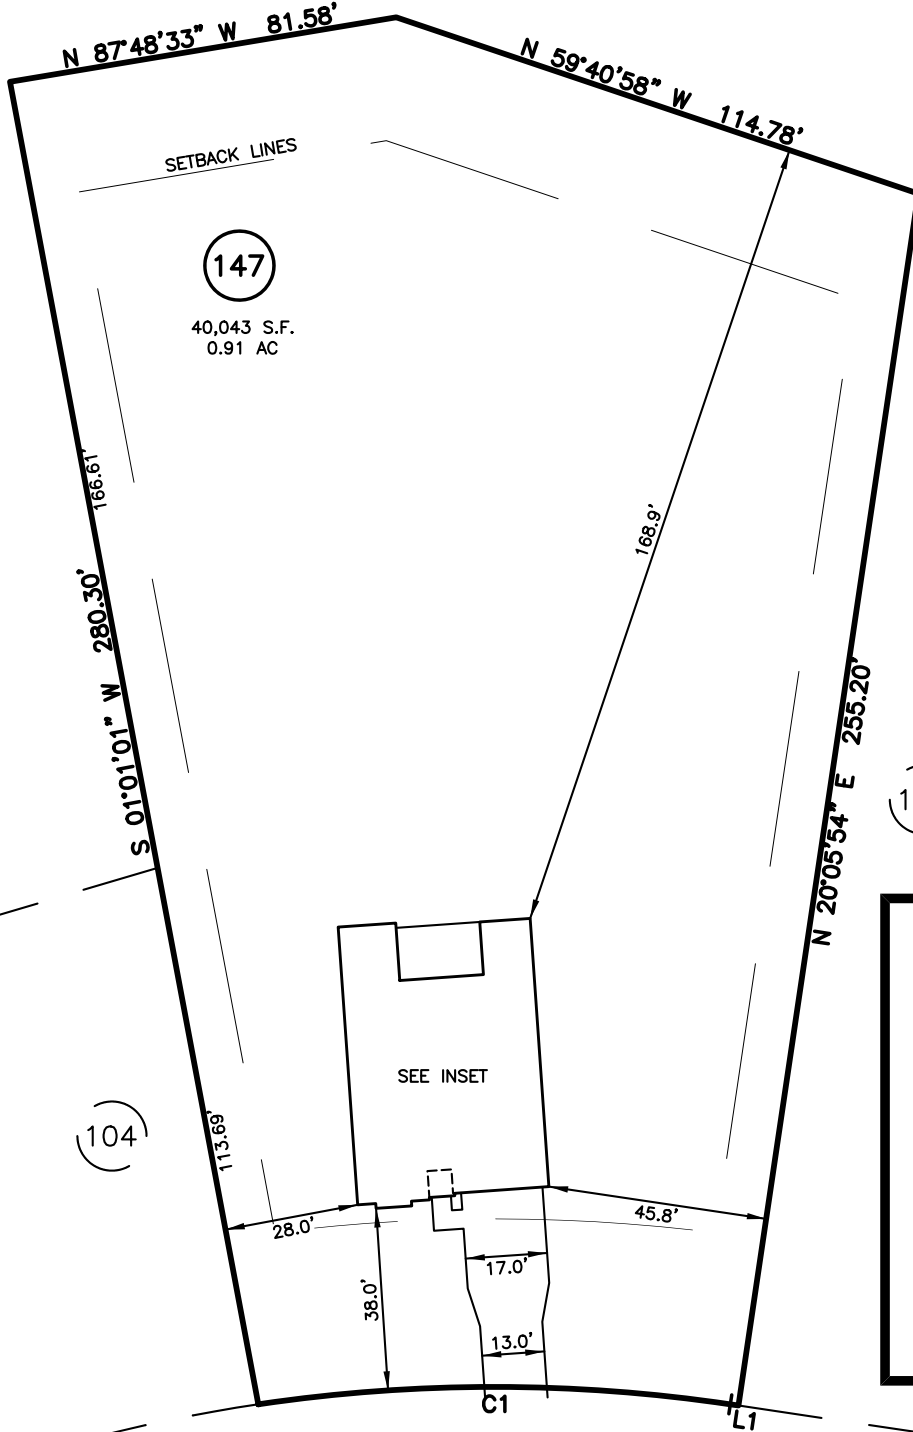 N 87°48'33" W 81.58'
N 59°40'58" W 114.78'
SETBACK LINES
147
40,043 S.F.
0.91 AC
166.61'
168.9'
S 01°01'01" W 280.30'
N 20°05'54" E 255.20'
1
SEE INSET
104
113.69'
28.0'
45.8'
17.0'
38.0'
13.0'
C1
L1